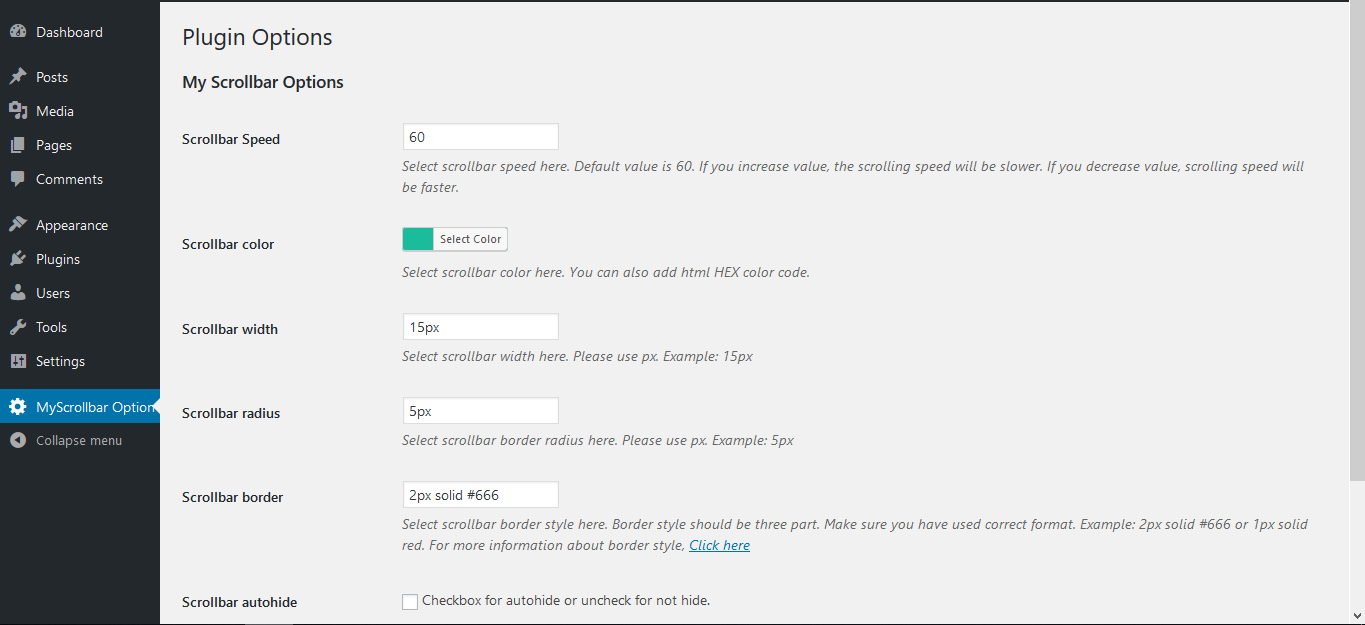 Dashboard
Posts
Media
Pages
Comments
Appearance
Plugins
Users
Tools
Settings
MyScrollbar Option
Collapse menu
Plugin Options
My Scrollbar Options
Scrollbar Speed
60
Select scrollbar speed here. Default value is 60. If you increase value, the scrolling speed will be slower. If you decrease value, scrolling speed will
be faster.
Scrollbar color
Select Color
Select scrollbar color here. You can also add html HEX color code.
Scrollbar width
15px
Select scrollbar width here. Please use px. Example: 15px
Scrollbar radius
5px
Select scrollbar border radius here. Please use px. Example: 5px
Scrollbar border
2px solid #666
Select scrollbar border style here. Border style should be three part. Make sure you have used correct format. Example: 2px solid #666 or 1px solid
red. For more information about border style, Click here
Scrollbar autohide
Checkbox for autohide or uncheck for not hide.